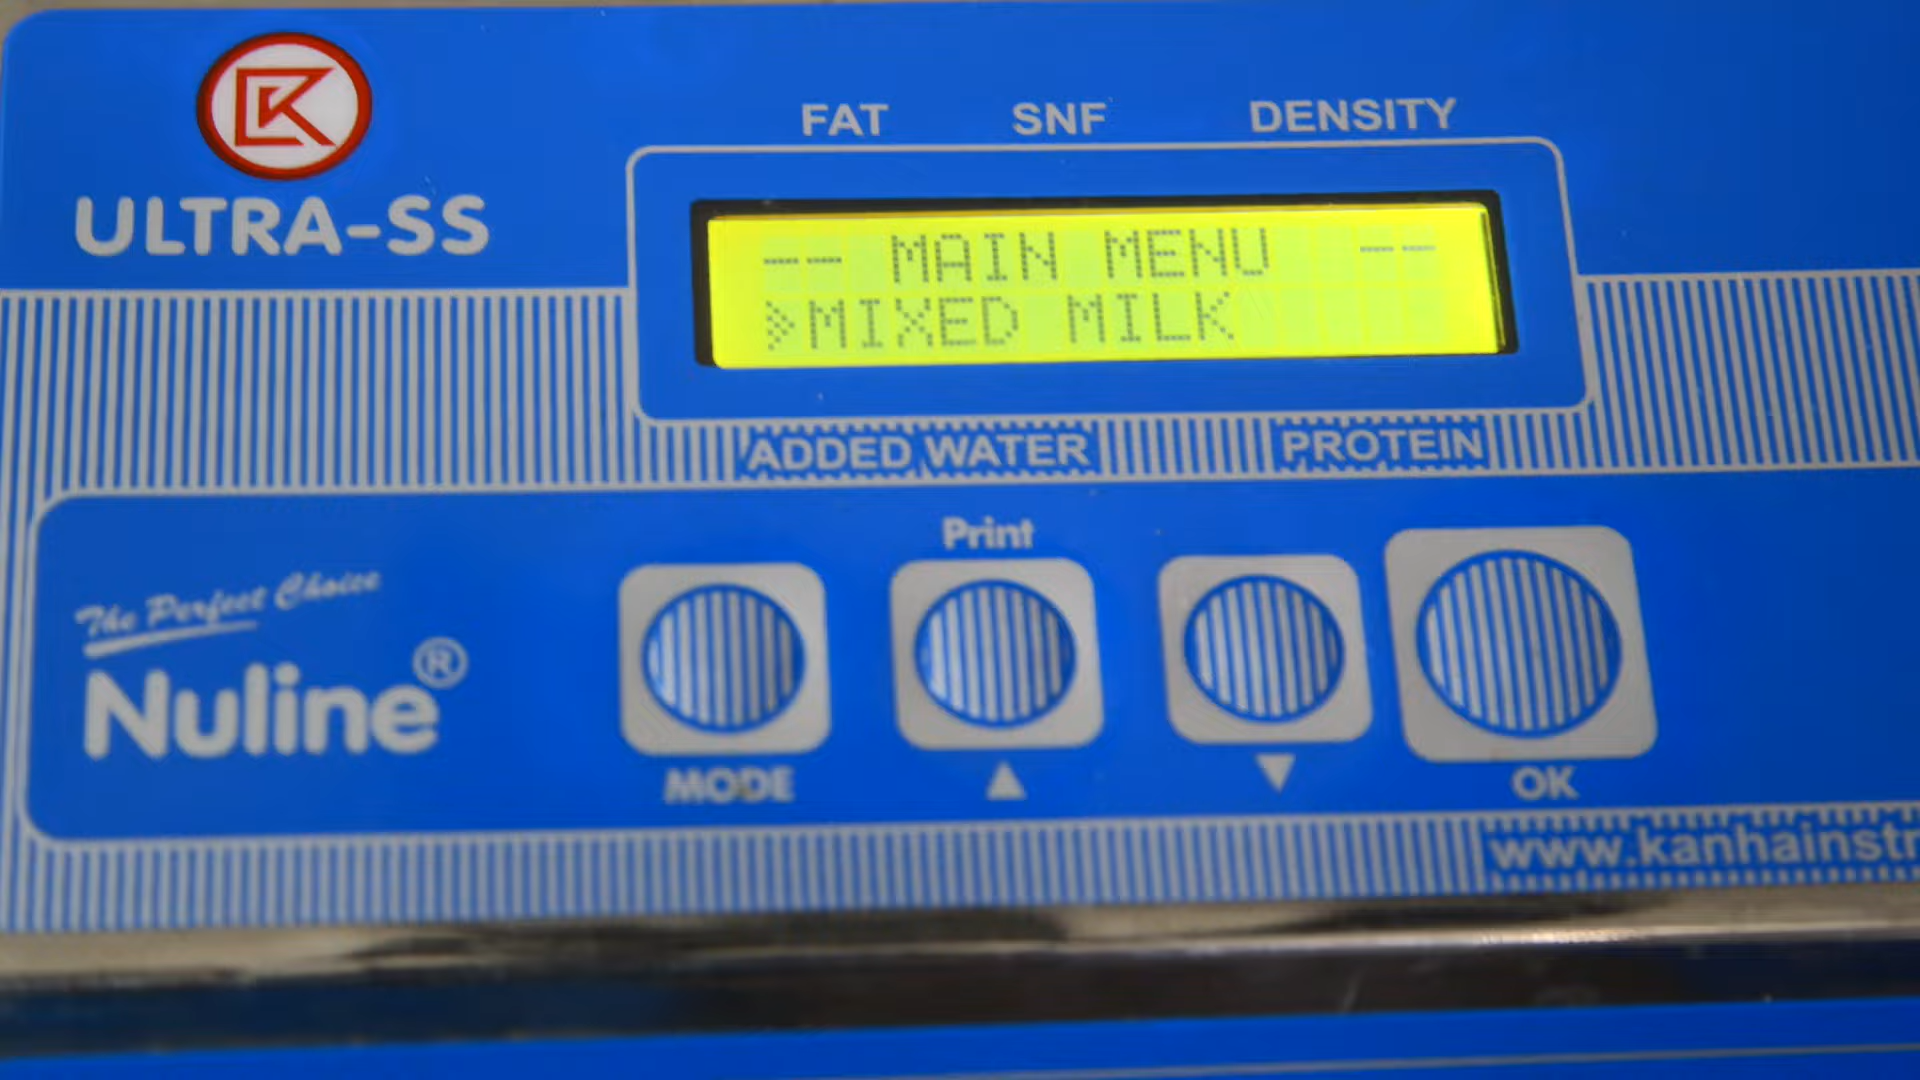 FAT SNF DENSITY
ULTRA-SS
-- MAIN MENU --
MIXED MILK
ADDED WATER PROTEIN
Print
The Perfect Choice
Nuline®
MODE ▲ ▼ OK
www.kanhainstr